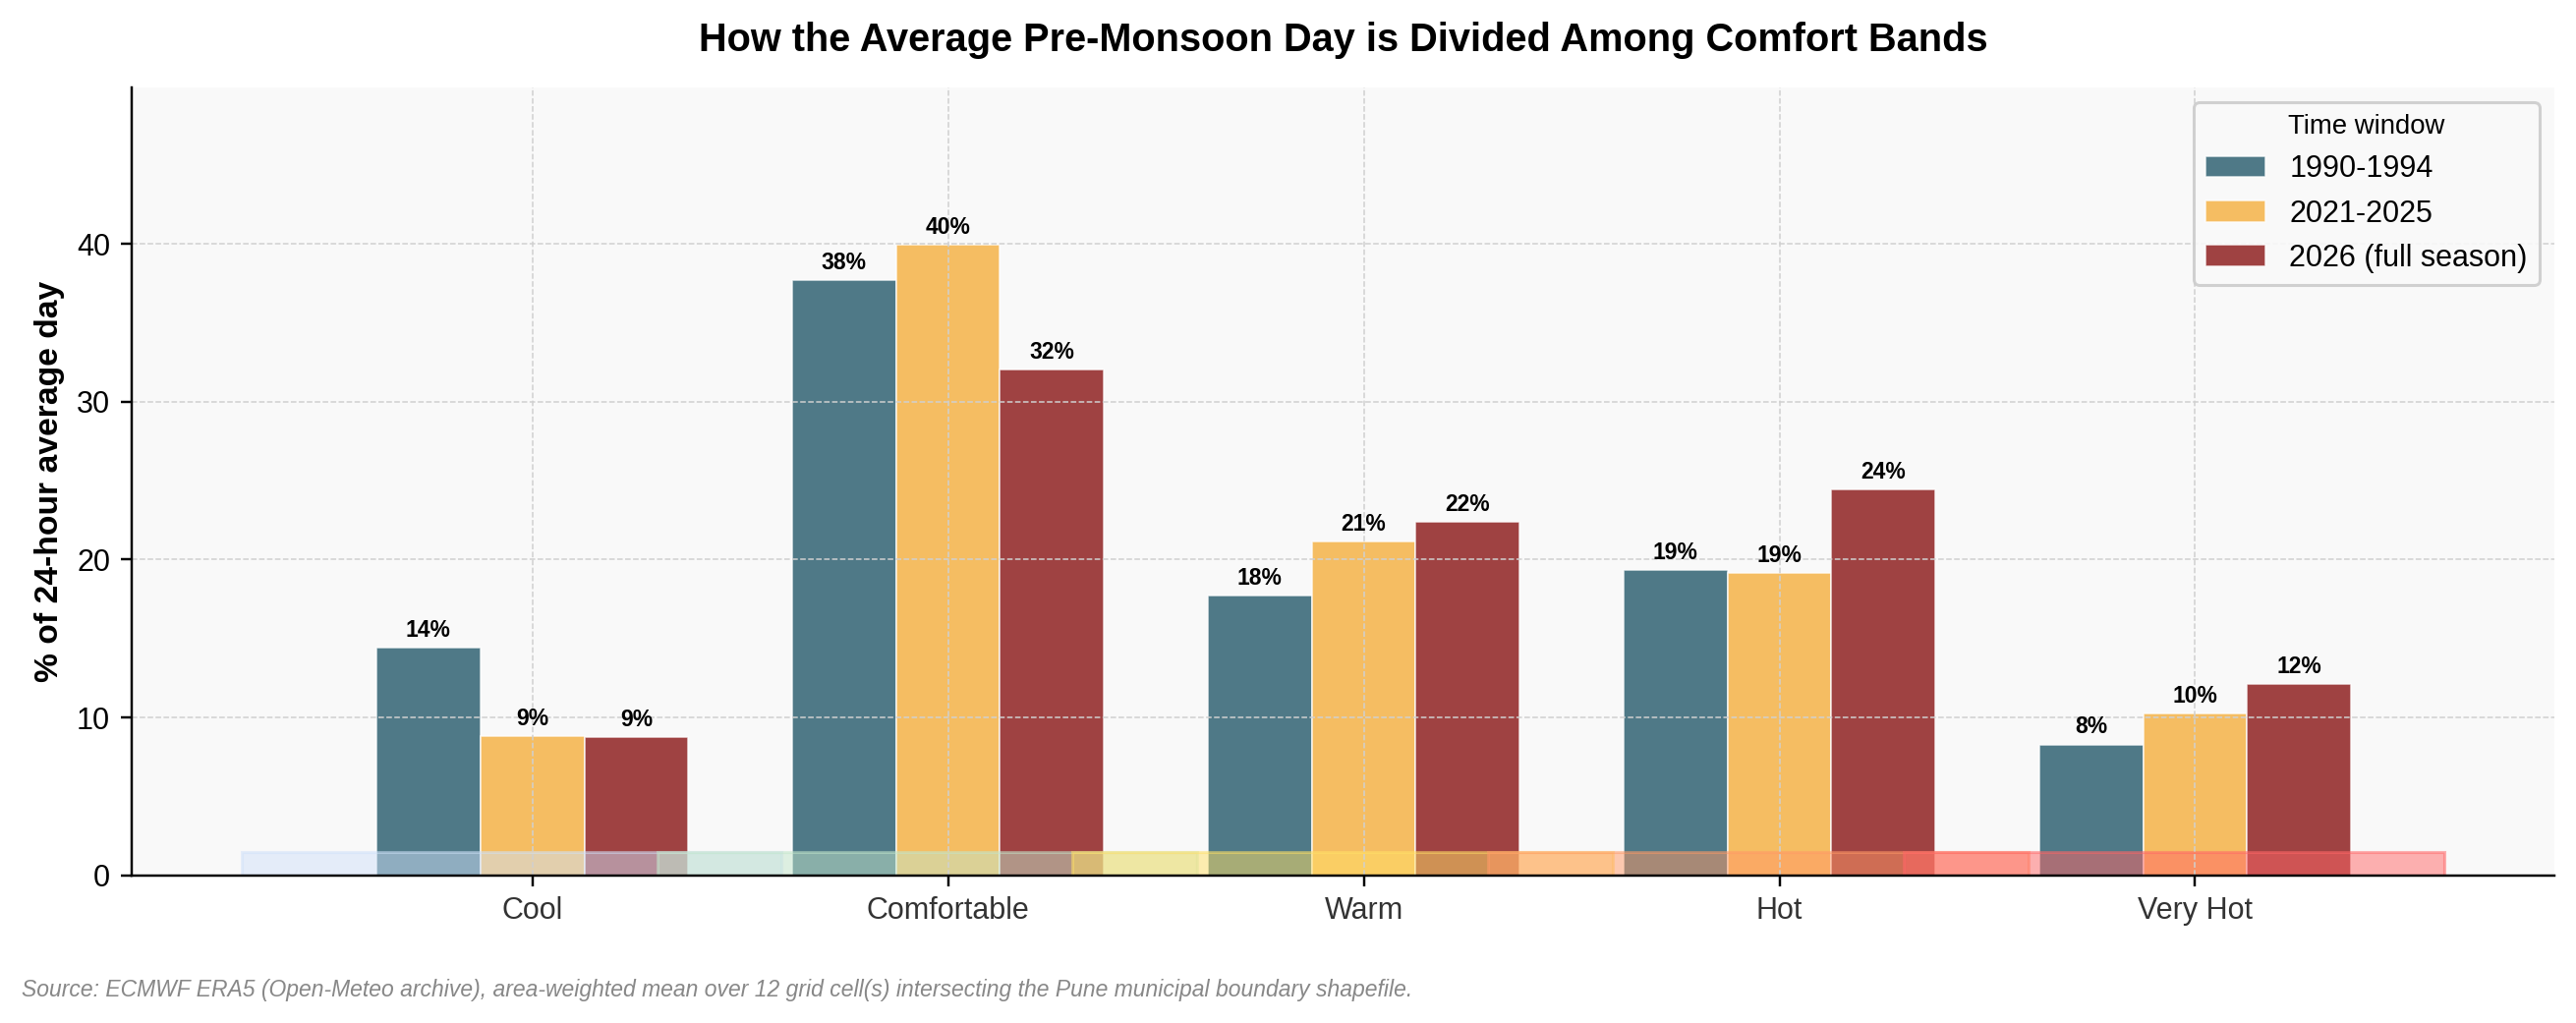 How the Average Pre-Monsoon Day is Divided Among Comfort Bands
% of 24-hour average day
40
30
20
10
0
Time window
1990-1994
2021-2025
2026 (full season)
14%
9%
9%
38%
40%
32%
18%
21%
22%
19%
19%
24%
8%
10%
12%
Cool
Comfortable
Warm
Hot
Very Hot
Source: ECMWF ERA5 (Open-Meteo archive), area-weighted mean over 12 grid cell(s) intersecting the Pune municipal boundary shapefile.